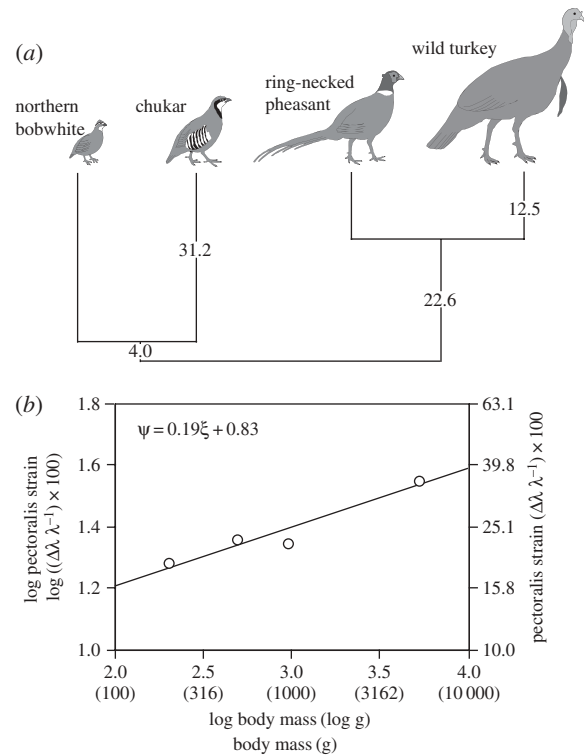 (a)
wild turkey
ring-necked
pheasant
northern
bobwhite
chukar
12.5
31.2
22.6
4.0
(b)
1.8
63.1
ψ = 0.19ξ + 0.83
1.6
39.8
1.4
25.1
1.2
15.8
1.0
10.0
log pectoralis strain
log ((Δλ λ⁻¹) × 100)
pectoralis strain (Δλ λ⁻¹) × 100
2.0 2.5 3.0 3.5 4.0
(100) (316) (1000) (3162) (10 000)
log body mass (log g)
body mass (g)